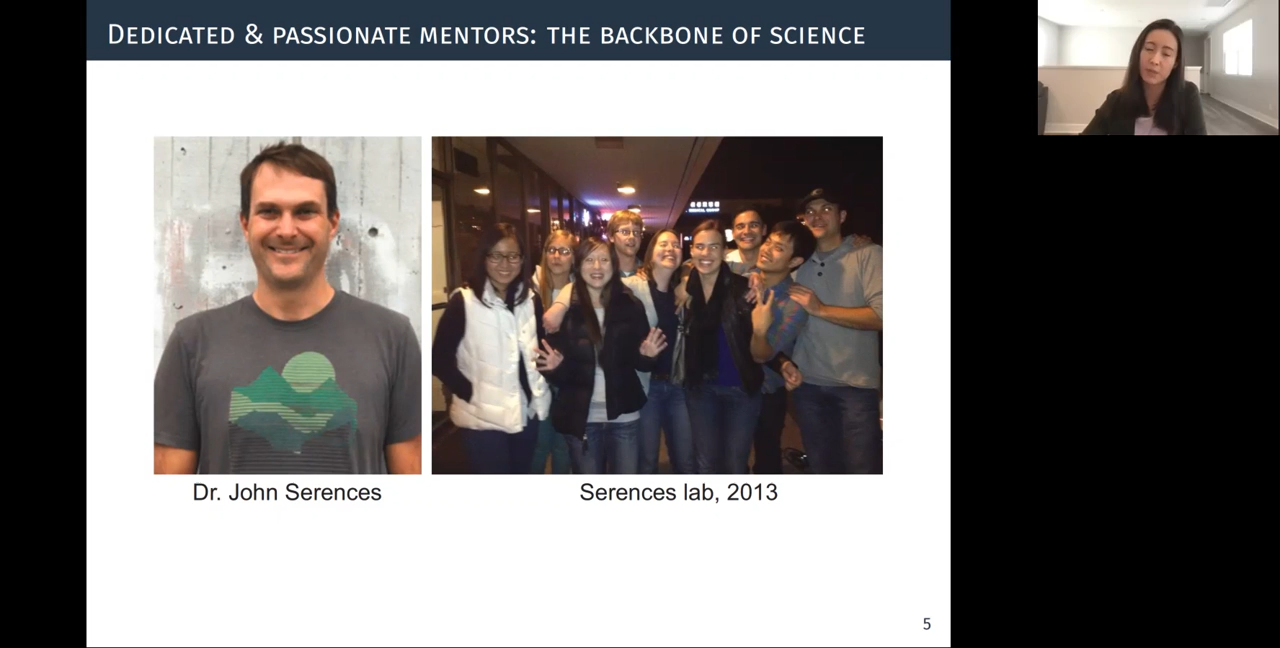 DEDICATED & PASSIONATE MENTORS: THE BACKBONE OF SCIENCE
Dr. John Serences
Serences lab, 2013
5